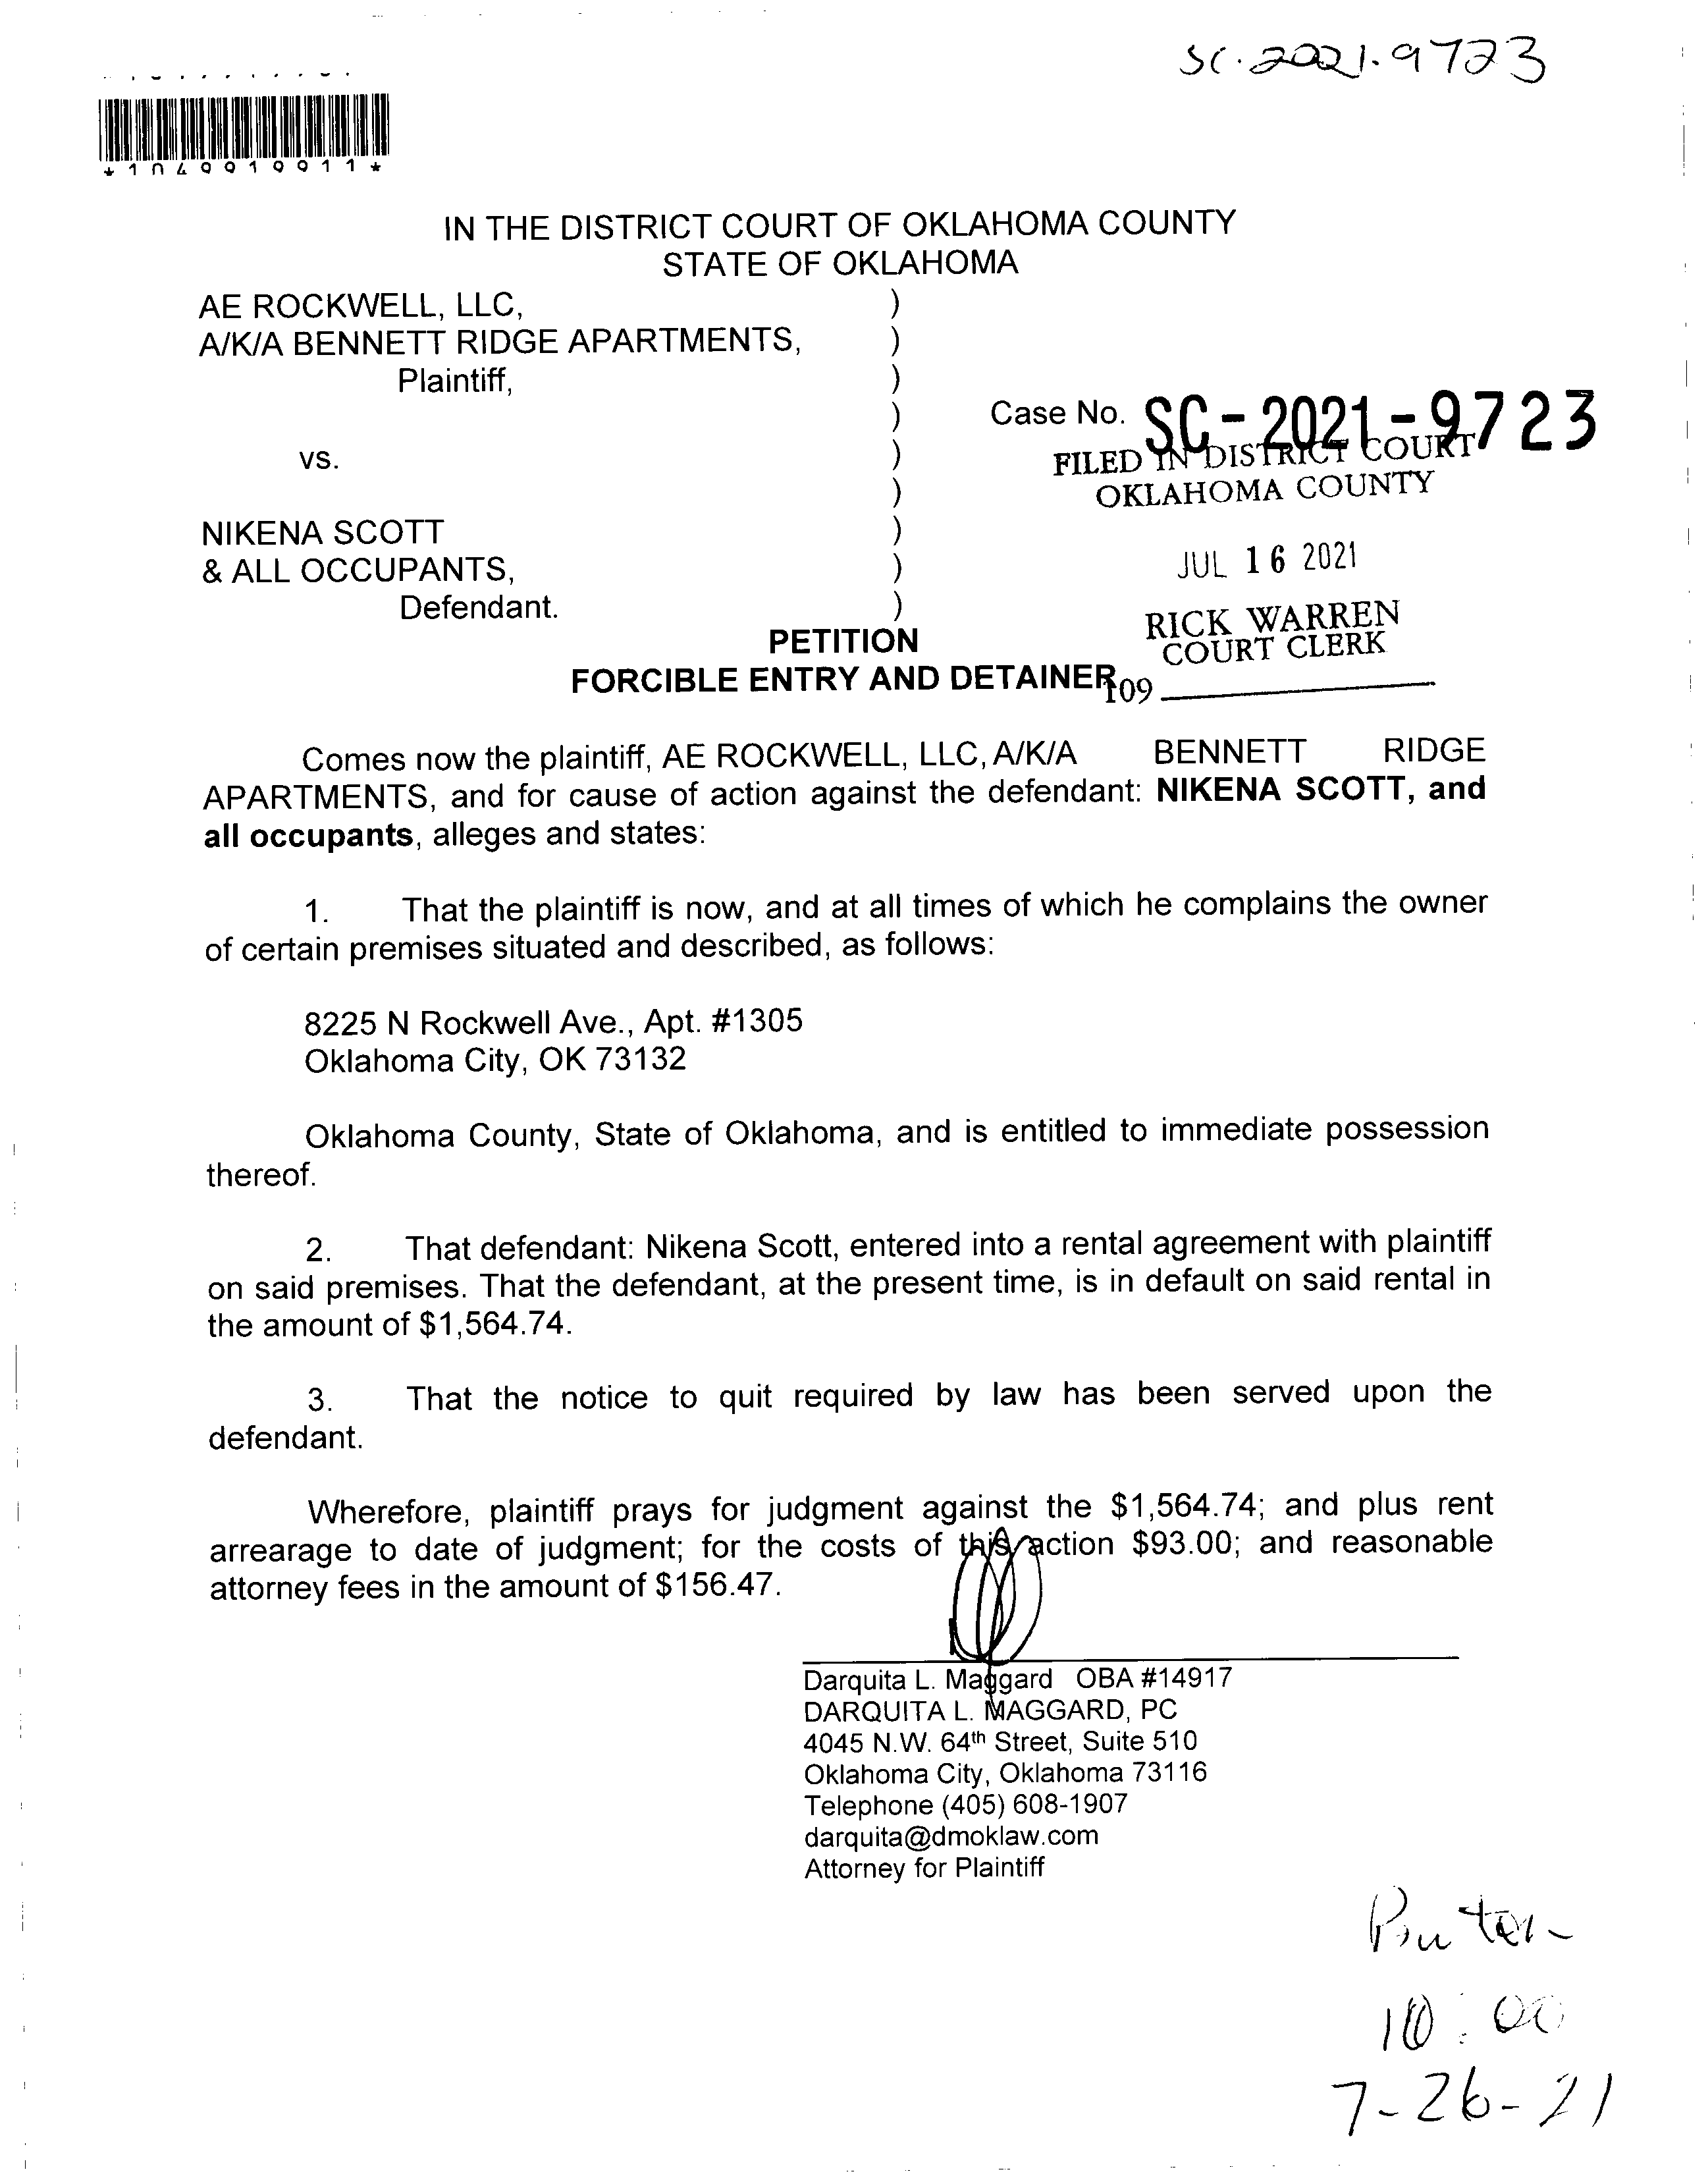 SC.2021.9723
*1049919911*
IN THE DISTRICT COURT OF OKLAHOMA COUNTY
STATE OF OKLAHOMA
AE ROCKWELL, LLC, )
A/K/A BENNETT RIDGE APARTMENTS, )
Plaintiff, )
) Case No. SC-2021-9723
vs. ) FILED IN DISTRICT COURT
) OKLAHOMA COUNTY
NIKENA SCOTT )
& ALL OCCUPANTS, ) JUL 16 2021
Defendant. )
RICK WARREN
COURT CLERK
PETITION
FORCIBLE ENTRY AND DETAINER
109
Comes now the plaintiff, AE ROCKWELL, LLC, A/K/A BENNETT RIDGE
APARTMENTS, and for cause of action against the defendant: NIKENA SCOTT, and
all occupants, alleges and states:
1. That the plaintiff is now, and at all times of which he complains the owner
of certain premises situated and described, as follows:
8225 N Rockwell Ave., Apt. #1305
Oklahoma City, OK 73132
Oklahoma County, State of Oklahoma, and is entitled to immediate possession
thereof.
2. That defendant: Nikena Scott, entered into a rental agreement with plaintiff
on said premises. That the defendant, at the present time, is in default on said rental in
the amount of $1,564.74.
3. That the notice to quit required by law has been served upon the
defendant.
Wherefore, plaintiff prays for judgment against the $1,564.74; and plus rent
arrearage to date of judgment; for the costs of this action $93.00; and reasonable
attorney fees in the amount of $156.47.
Darquita L. Maggard OBA #14917
DARQUITA L. MAGGARD, PC
4045 N.W. 64th Street, Suite 510
Oklahoma City, Oklahoma 73116
Telephone (405) 608-1907
darquita@dmoklaw.com
Attorney for Plaintiff
10:00
7-26-21